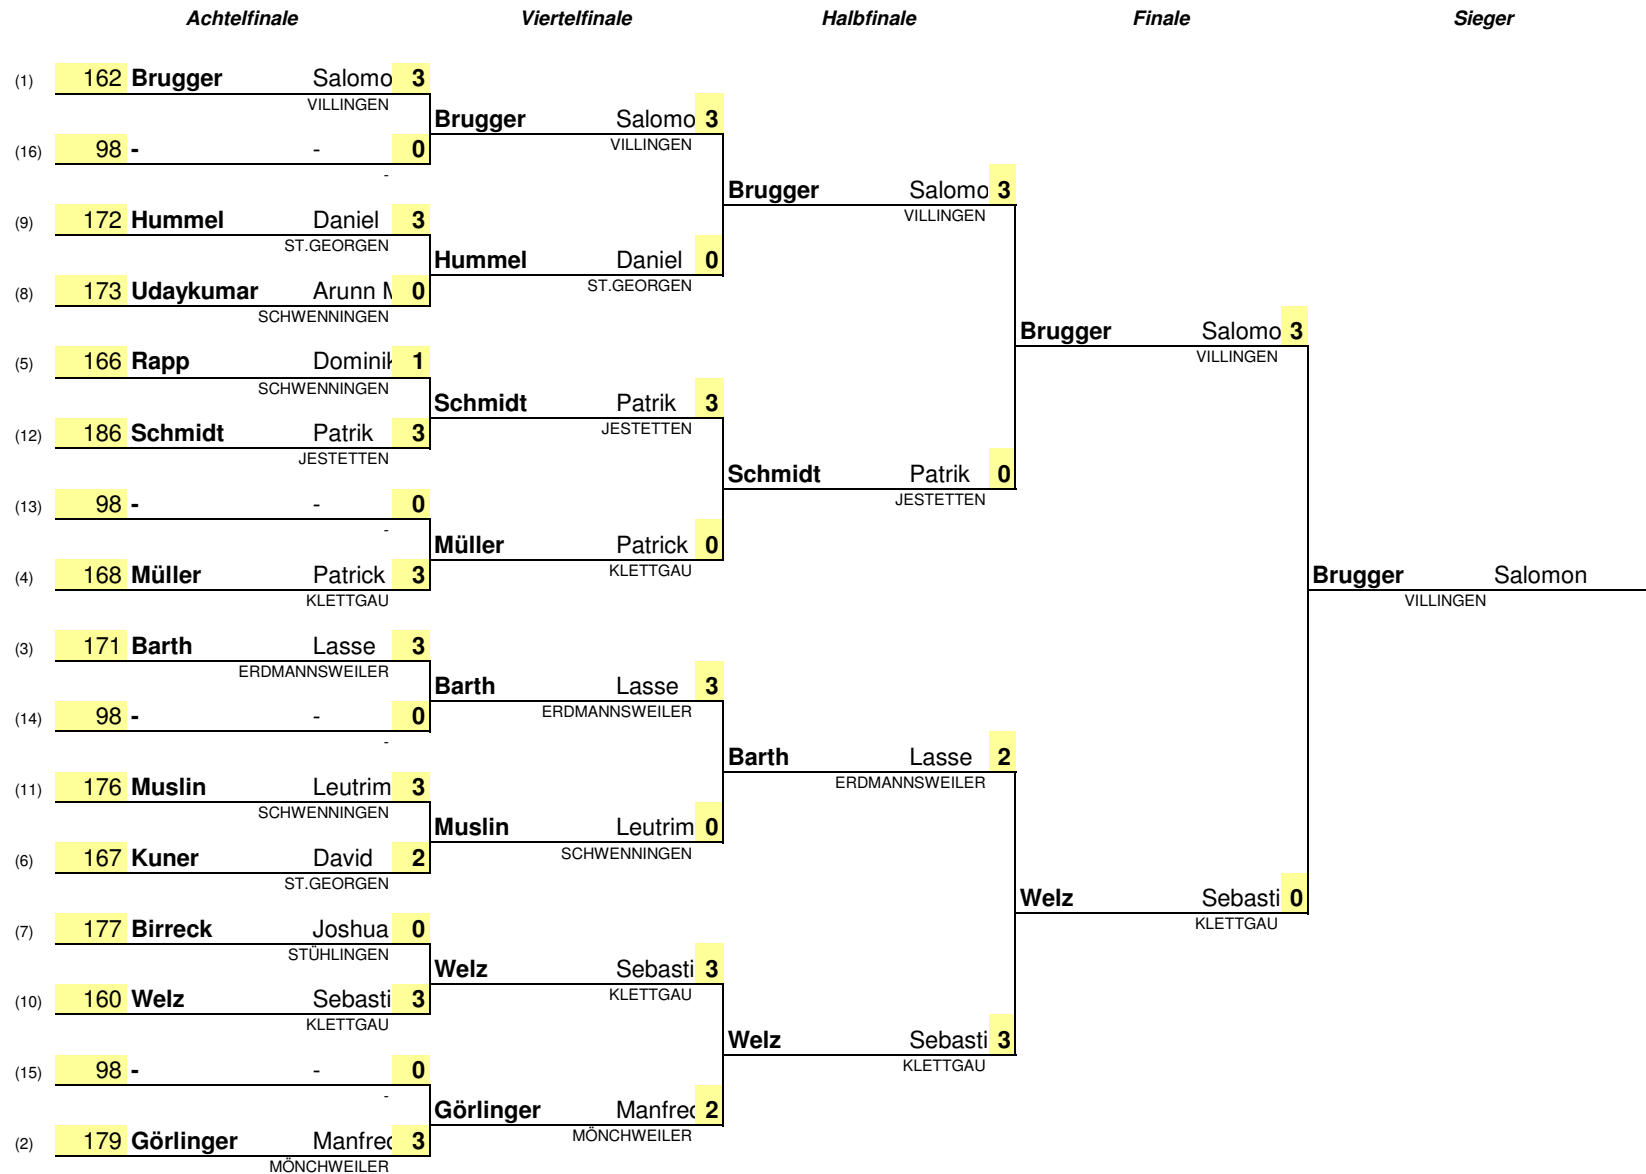 Achtelfinale Viertelfinale Halbfinale Finale Sieger
(1) 162 Brugger Salomo 3
VILLINGEN
Brugger Salomo 3
VILLINGEN
(16) 98 - - 0
-
Brugger Salomo 3
VILLINGEN
(9) 172 Hummel Daniel 3
ST.GEORGEN
Hummel Daniel 0
ST.GEORGEN
(8) 173 Udaykumar Arunn 0
SCHWENNINGEN
Brugger Salomo 3
VILLINGEN
(5) 166 Rapp Dominik 1
SCHWENNINGEN
Schmidt Patrik 3
JESTETTEN
(12) 186 Schmidt Patrik 3
JESTETTEN
Schmidt Patrik 0
JESTETTEN
(13) 98 - - 0
-
Müller Patrick 0
KLETTGAU
(4) 168 Müller Patrick 3
KLETTGAU
Brugger Salomon
VILLINGEN
(3) 171 Barth Lasse 3
ERDMANNSWEILER
Barth Lasse 3
ERDMANNSWEILER
(14) 98 - - 0
-
Barth Lasse 2
ERDMANNSWEILER
(11) 176 Muslin Leutrim 3
SCHWENNINGEN
Muslin Leutrim 0
SCHWENNINGEN
(6) 167 Kuner David 2
ST.GEORGEN
Welz Sebasti 0
KLETTGAU
(7) 177 Birreck Joshua 0
STÜHLINGEN
Welz Sebasti 3
KLETTGAU
(10) 160 Welz Sebasti 3
KLETTGAU
Welz Sebasti 3
KLETTGAU
(15) 98 - - 0
-
Görlinger Manfred 2
MÖNCHWEILER
(2) 179 Görlinger Manfred 3
MÖNCHWEILER